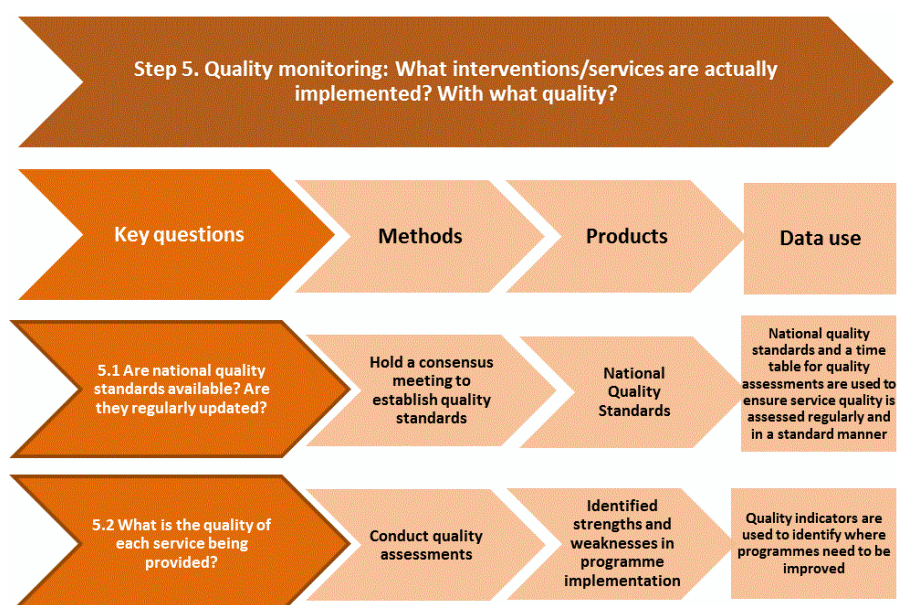 Step 5. Quality monitoring: What interventions/services are actually
implemented? With what quality?
Key questions
Methods
Products
Data use
5.1 Are national quality
standards available? Are
they regularly updated?
Hold a consensus
meeting to
establish quality
standards
National
Quality
Standards
National quality
standards and a time
table for quality
assessments are used to
ensure service quality is
assessed regularly and
in a standard manner
5.2 What is the quality of
each service being
provided?
Conduct quality
assessments
Identified
strengths and
weaknesses in
programme
implementation
Quality indicators are
used to identify where
programmes need to be
improved